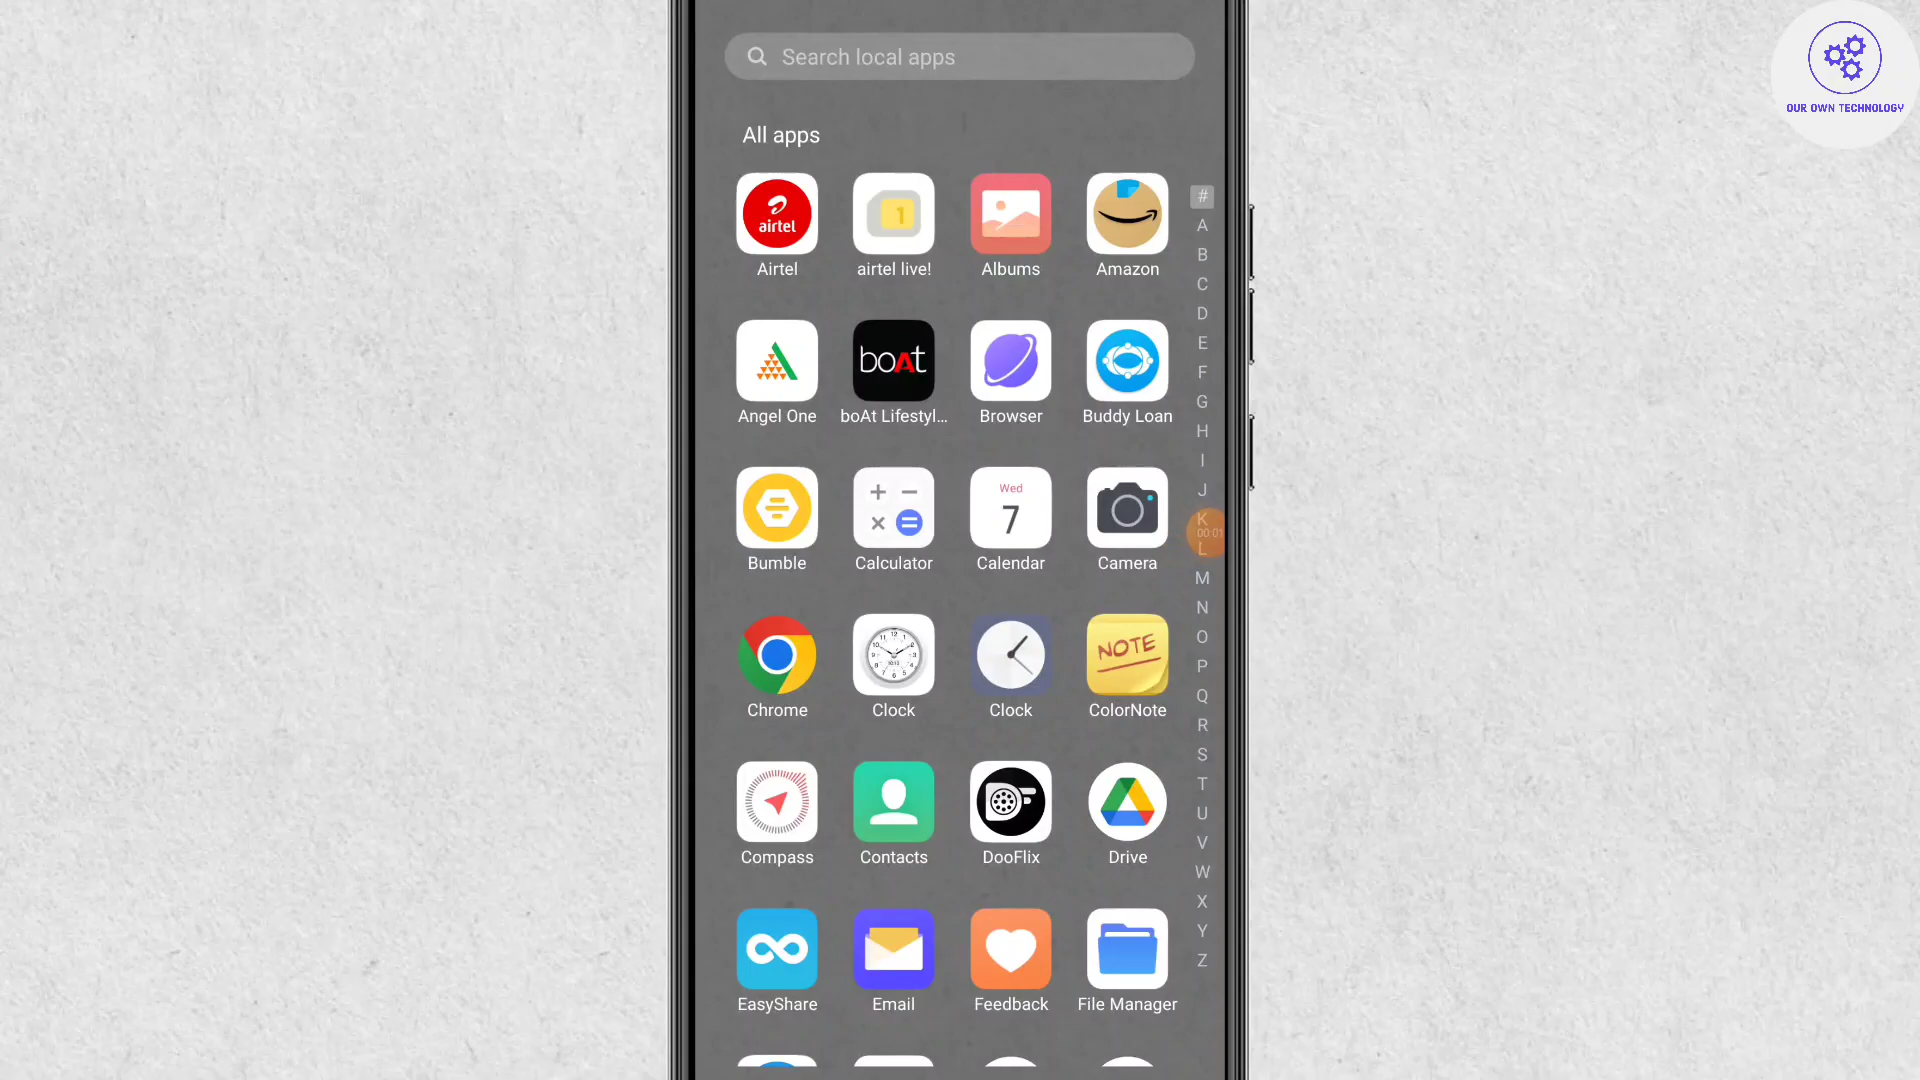 Search local apps
OUR OWN TECHNOLOGY
All apps
airtel
1
Airtel
airtel live!
Albums
Amazon
boAt
Angel One
boAt Lifestyl...
Browser
Buddy Loan
Wed
7
Bumble
Calculator
Calendar
Camera
NOTE
Chrome
Clock
Clock
ColorNote
Compass
Contacts
DooFlix
Drive
EasyShare
Email
Feedback
File Manager
#
A
B
C
D
E
F
G
H
I
J
K
00:01
L
M
N
O
P
Q
R
S
T
U
V
W
X
Y
Z